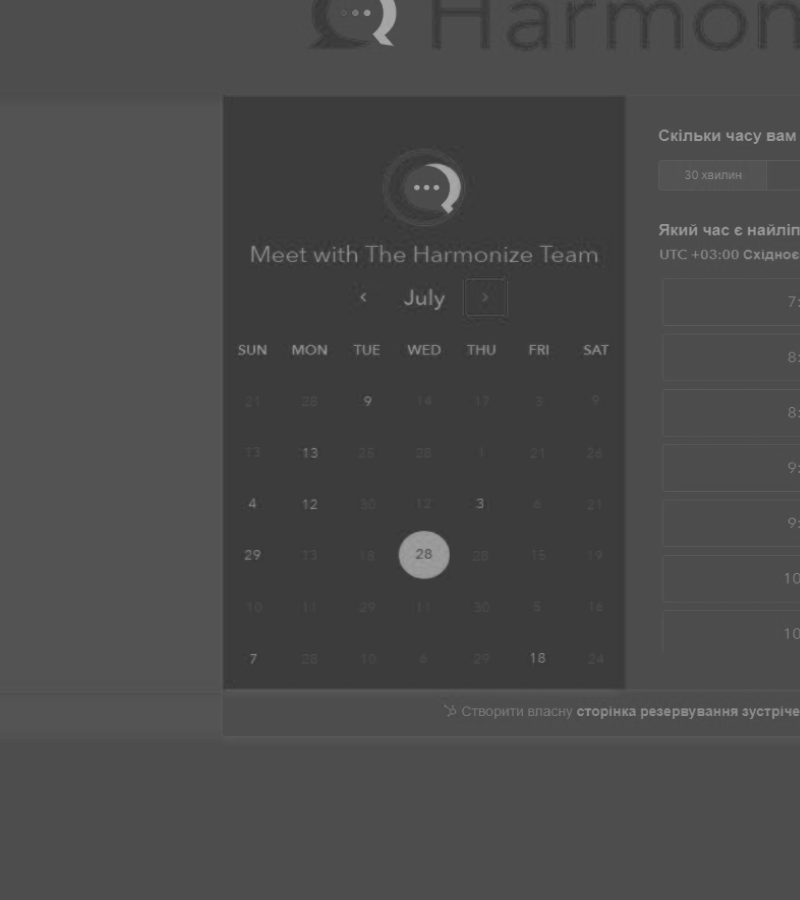 Harmon
Meet with The Harmonize Team
July
SUN MON TUE WED THU FRI SAT
21 28 9 14 17 3 9
13 13 25 28 1 21 26
4 12 30 12 3 6 21
29 13 18 28 28 15 19
10 11 29 11 30 5 16
7 28 10 6 29 18 24
Скільки часу вам
30 хвилин
Який час є найліп
UTC +03:00 Східноє
7:
8:
8:
9:
9:
10
10
Створити власну сторінка резервування зустріче